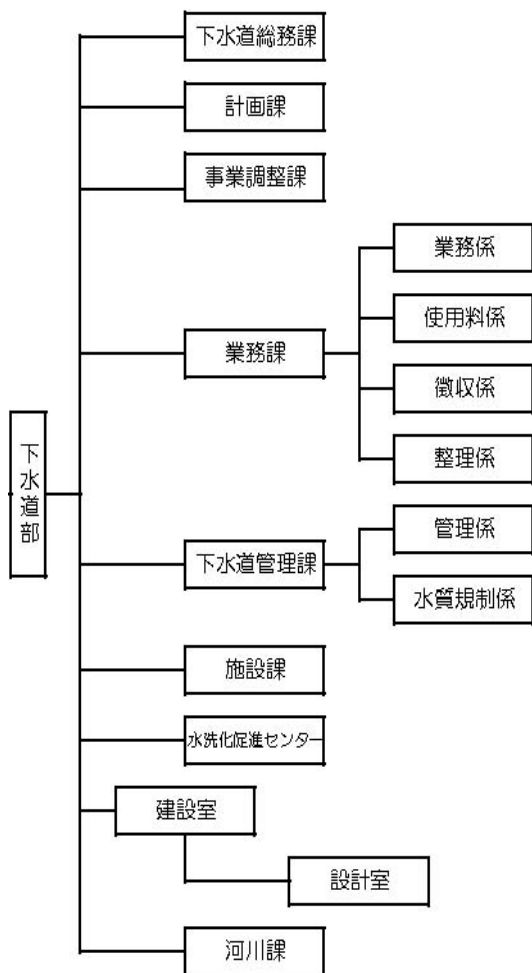 下水道部
下水道総務課
計画課
事業調整課
業務課
業務係
使用料係
徴収係
整理係
下水道管理課
管理係
水質規制係
施設課
水洗化促進センター
建設室
設計室
河川課